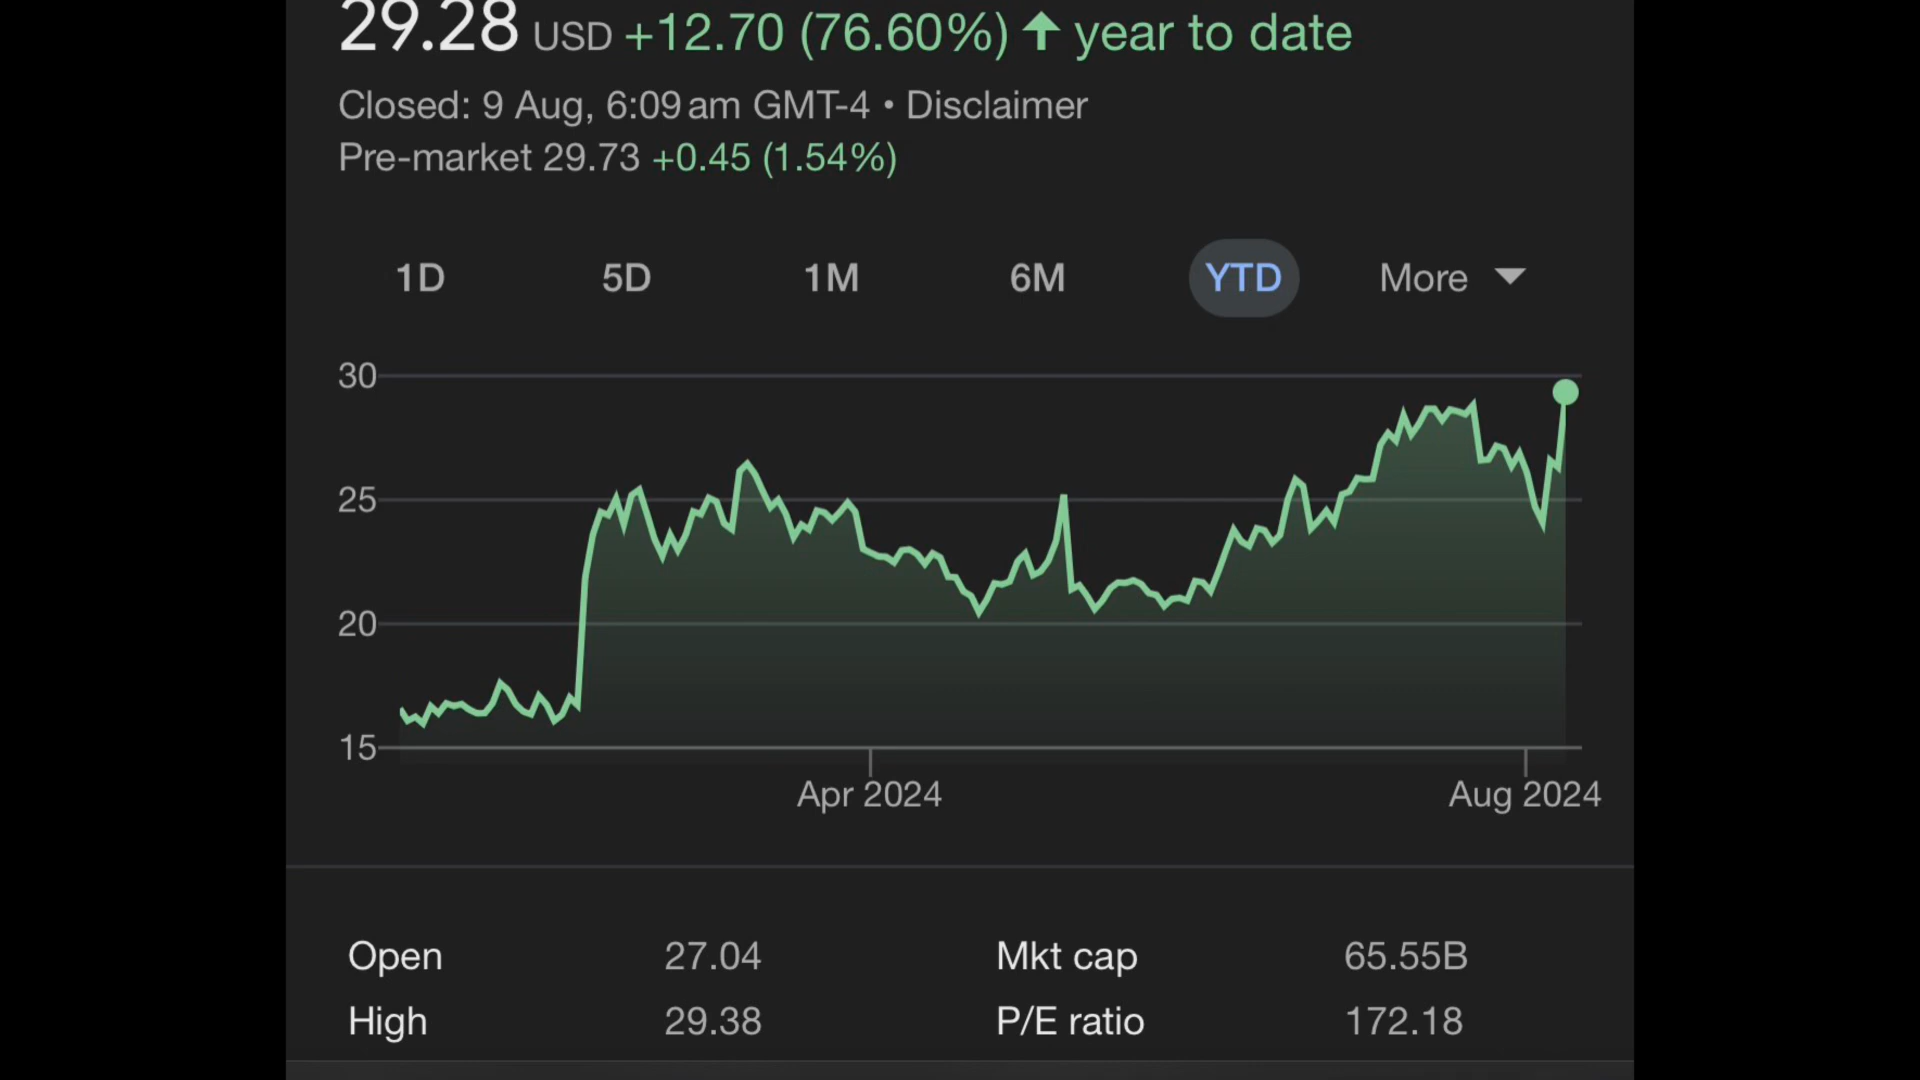 29.28 USD +12.70 (76.60%) ↑ year to date
Closed: 9 Aug, 6:09 am GMT-4 • Disclaimer
Pre-market 29.73 +0.45 (1.54%)
1D 5D 1M 6M YTD More
30
25
20
15
Apr 2024 Aug 2024
Open 27.04 Mkt cap 65.55B
High 29.38 P/E ratio 172.18